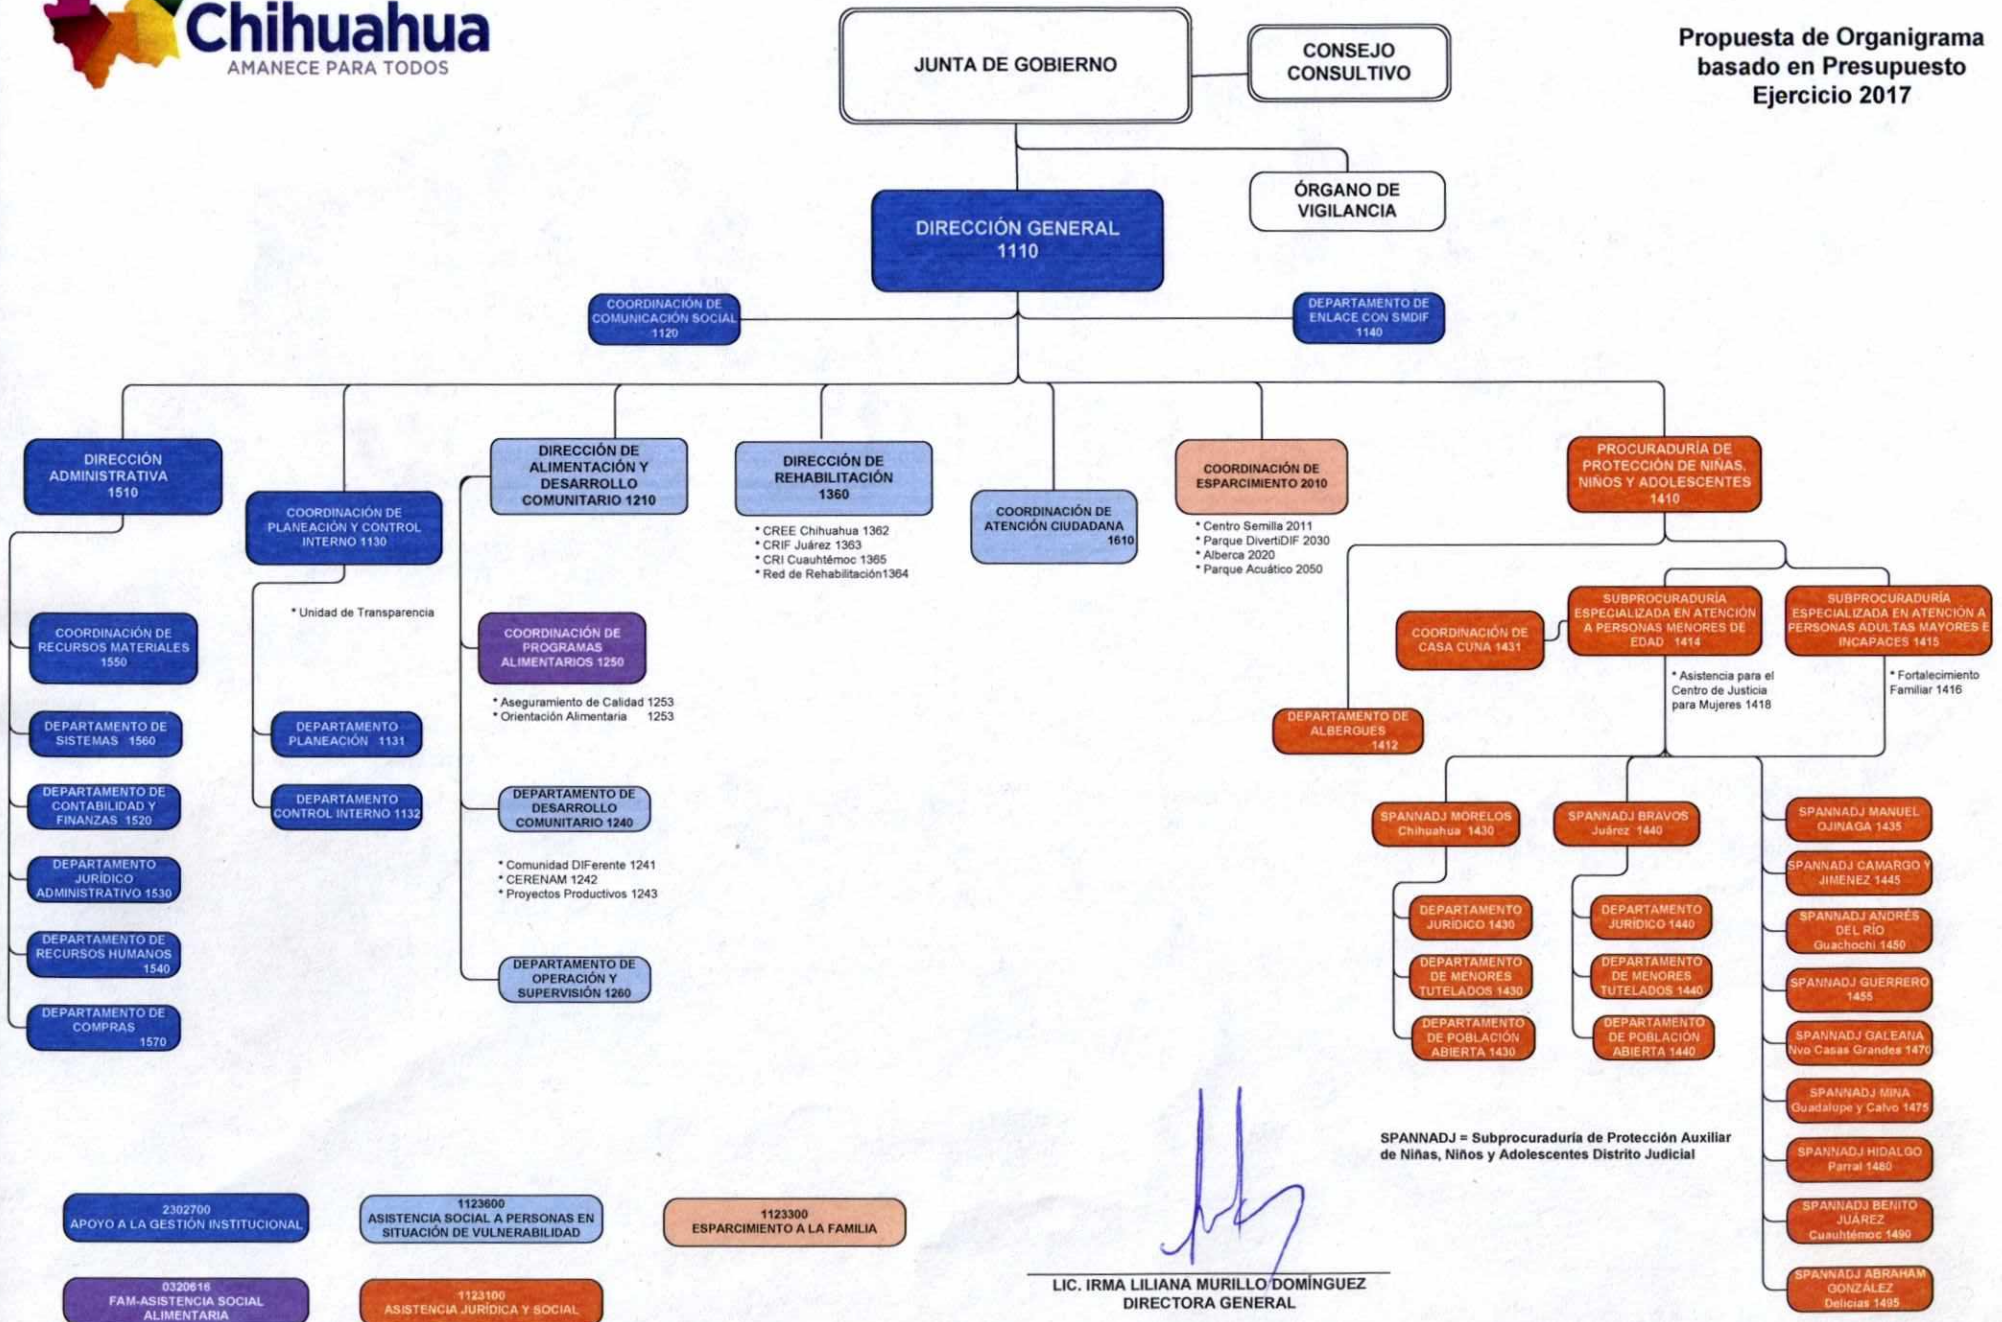 Chihuahua
AMANECE PARA TODOS
JUNTA DE GOBIERNO
CONSEJO
CONSULTIVO
Propuesta de Organigrama
basado en Presupuesto
Ejercicio 2017
ÓRGANO DE
VIGILANCIA
DIRECCIÓN GENERAL
1110
COORDINACIÓN DE
COMUNICACIÓN SOCIAL
1120
DEPARTAMENTO DE
ENLACE CON SMDIF
1140
DIRECCIÓN
ADMINISTRATIVA
1510
COORDINACIÓN DE
RECURSOS MATERIALES
1550
DEPARTAMENTO DE
SISTEMAS 1560
DEPARTAMENTO DE
CONTABILIDAD Y
FINANZAS 1520
DEPARTAMENTO
JURÍDICO
ADMINISTRATIVO 1530
DEPARTAMENTO DE
RECURSOS HUMANOS
1540
DEPARTAMENTO DE
COMPRAS
1570
COORDINACIÓN DE
PLANEACIÓN Y CONTROL
INTERNO 1130
* Unidad de Transparencia
DEPARTAMENTO
PLANEACIÓN 1131
DEPARTAMENTO
CONTROL INTERNO 1132
DIRECCIÓN DE
ALIMENTACIÓN Y
DESARROLLO
COMUNITARIO 1210
COORDINACIÓN DE
PROGRAMAS
ALIMENTARIOS 1250
* Aseguramiento de Calidad 1253
* Orientación Alimentaria 1253
DEPARTAMENTO DE
DESARROLLO
COMUNITARIO 1240
* Comunidad DIFerente 1241
* CERENAM 1242
* Proyectos Productivos 1243
DEPARTAMENTO DE
OPERACIÓN Y
SUPERVISIÓN 1260
DIRECCIÓN DE
REHABILITACIÓN
1360
* CREE Chihuahua 1362
* CRIF Juárez 1363
* CRI Cuauhtémoc 1365
* Red de Rehabilitación1364
COORDINACIÓN DE
ATENCIÓN CIUDADANA
1610
COORDINACIÓN DE
ESPARCIMIENTO 2010
* Centro Semilla 2011
* Parque DivertiDIF 2030
* Alberca 2020
* Parque Acuático 2050
PROCURADURÍA DE
PROTECCIÓN DE NIÑAS,
NIÑOS Y ADOLESCENTES
1410
COORDINACIÓN DE
CASA CUNA 1431
SUBPROCURADURÍA
ESPECIALIZADA EN ATENCIÓN
A PERSONAS MENORES DE
EDAD 1414
SUBPROCURADURÍA
ESPECIALIZADA EN ATENCIÓN A
PERSONAS ADULTAS MAYORES E
INCAPACES 1415
* Asistencia para el
Centro de Justicia
para Mujeres 1418
* Fortalecimiento
Familiar 1416
DEPARTAMENTO DE
ALBERGUES
1412
SPANNADJ MORELOS
Chihuahua 1430
DEPARTAMENTO
JURÍDICO 1430
DEPARTAMENTO
DE MENORES
TUTELADOS 1430
DEPARTAMENTO
DE POBLACIÓN
ABIERTA 1430
SPANNADJ BRAVOS
Juárez 1440
DEPARTAMENTO
JURÍDICO 1440
DEPARTAMENTO
DE MENORES
TUTELADOS 1440
DEPARTAMENTO
DE POBLACIÓN
ABIERTA 1440
SPANNADJ MANUEL
OJINAGA 1435
SPANNADJ CAMARGO Y
JIMENEZ 1445
SPANNADJ ANDRÉS
DEL RÍO
Guachochi 1450
SPANNADJ GUERRERO
1455
SPANNADJ GALEANA
Nvo Casas Grandes 1470
SPANNADJ MINA
Guadalupe y Calvo 1475
SPANNADJ HIDALGO
Parral 1480
SPANNADJ BENITO
JUÁREZ
Cuauhtémoc 1490
SPANNADJ ABRAHAM
GONZÁLEZ
Delicias 1495
SPANNADJ = Subprocuraduría de Protección Auxiliar
de Niñas, Niños y Adolescentes Distrito Judicial
2302700
APOYO A LA GESTIÓN INSTITUCIONAL
1123600
ASISTENCIA SOCIAL A PERSONAS EN
SITUACIÓN DE VULNERABILIDAD
1123300
ESPARCIMIENTO A LA FAMILIA
0320616
FAM-ASISTENCIA SOCIAL
ALIMENTARIA
1123100
ASISTENCIA JURÍDICA Y SOCIAL
LIC. IRMA LILIANA MURILLO DOMÍNGUEZ
DIRECTORA GENERAL